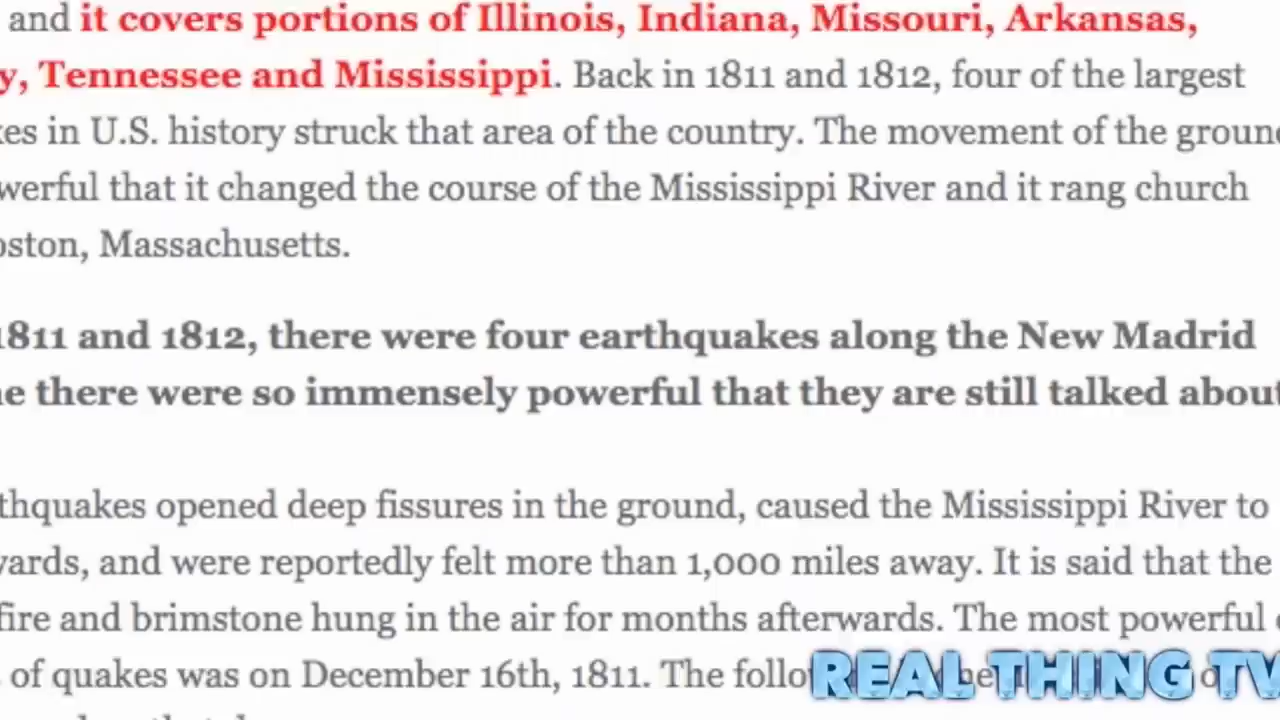 and it covers portions of Illinois, Indiana, Missouri, Arkansas,
y, Tennessee and Mississippi. Back in 1811 and 1812, four of the largest
kes in U.S. history struck that area of the country. The movement of the groun
werful that it changed the course of the Mississippi River and it rang church
oston, Massachusetts.
1811 and 1812, there were four earthquakes along the New Madrid
e there were so immensely powerful that they are still talked about
thquakes opened deep fissures in the ground, caused the Mississippi River to
vards, and were reportedly felt more than 1,000 miles away. It is said that the
fire and brimstone hung in the air for months afterwards. The most powerful
of quakes was on December 16th, 1811. The follo
REAL THING TV